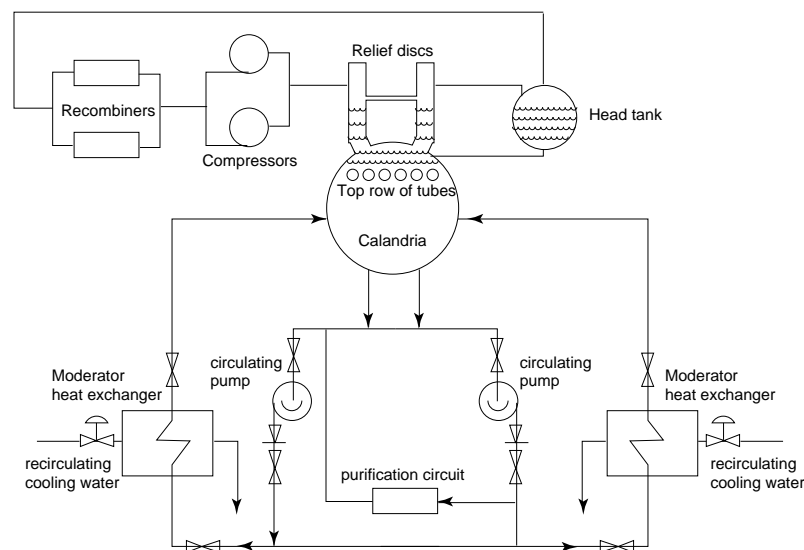 Relief discs
Recombiners
Compressors
Head tank
Top row of tubes
Calandria
circulating
pump
circulating
pump
Moderator
heat exchanger
Moderator
heat exchanger
recirculating
cooling water
purification circuit
recirculating
cooling water